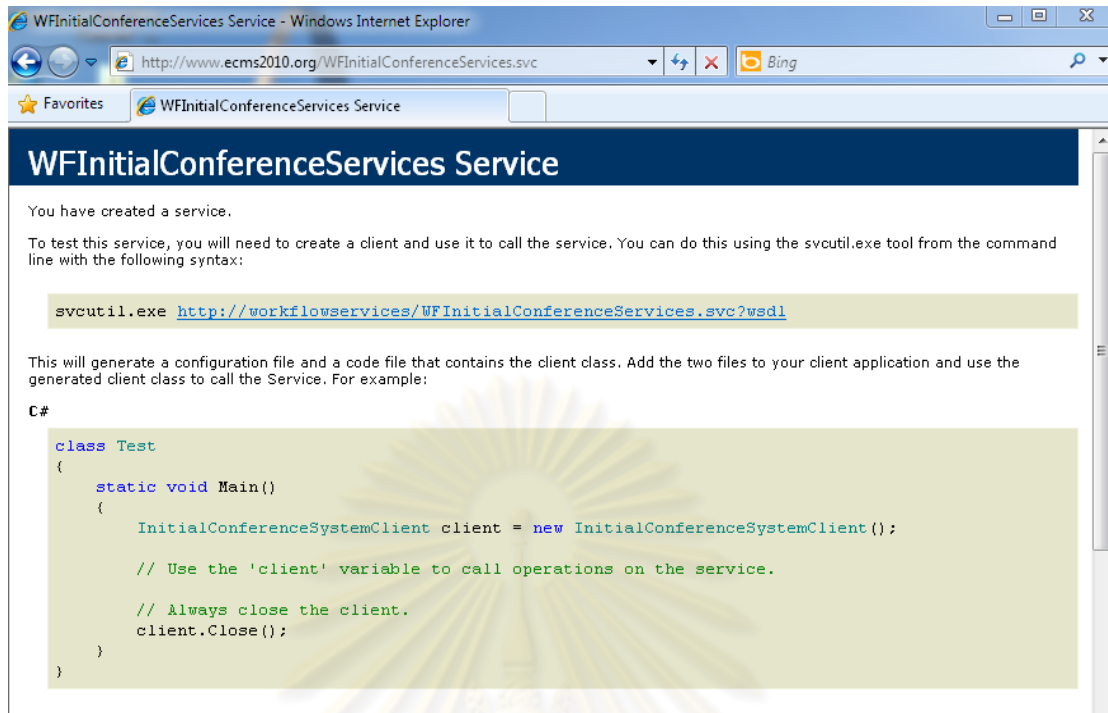 WFInitialConferenceServices Service - Windows Internet Explorer
http://www.ecms2010.org/WFInitialConferenceServices.svc
Bing
Favorites
WFInitialConferenceServices Service
WFInitialConferenceServices Service
You have created a service.
To test this service, you will need to create a client and use it to call the service. You can do this using the svcutil.exe tool from the command
line with the following syntax:
svcutil.exe http://workflowservices/WFInitialConferenceServices.svc?wsdl
This will generate a configuration file and a code file that contains the client class. Add the two files to your client application and use the
generated client class to call the Service. For example:
C#
class Test
{
    static void Main()
    {
        InitialConferenceSystemClient client = new InitialConferenceSystemClient();
        // Use the 'client' variable to call operations on the service.
        // Always close the client.
        client.Close();
    }
}